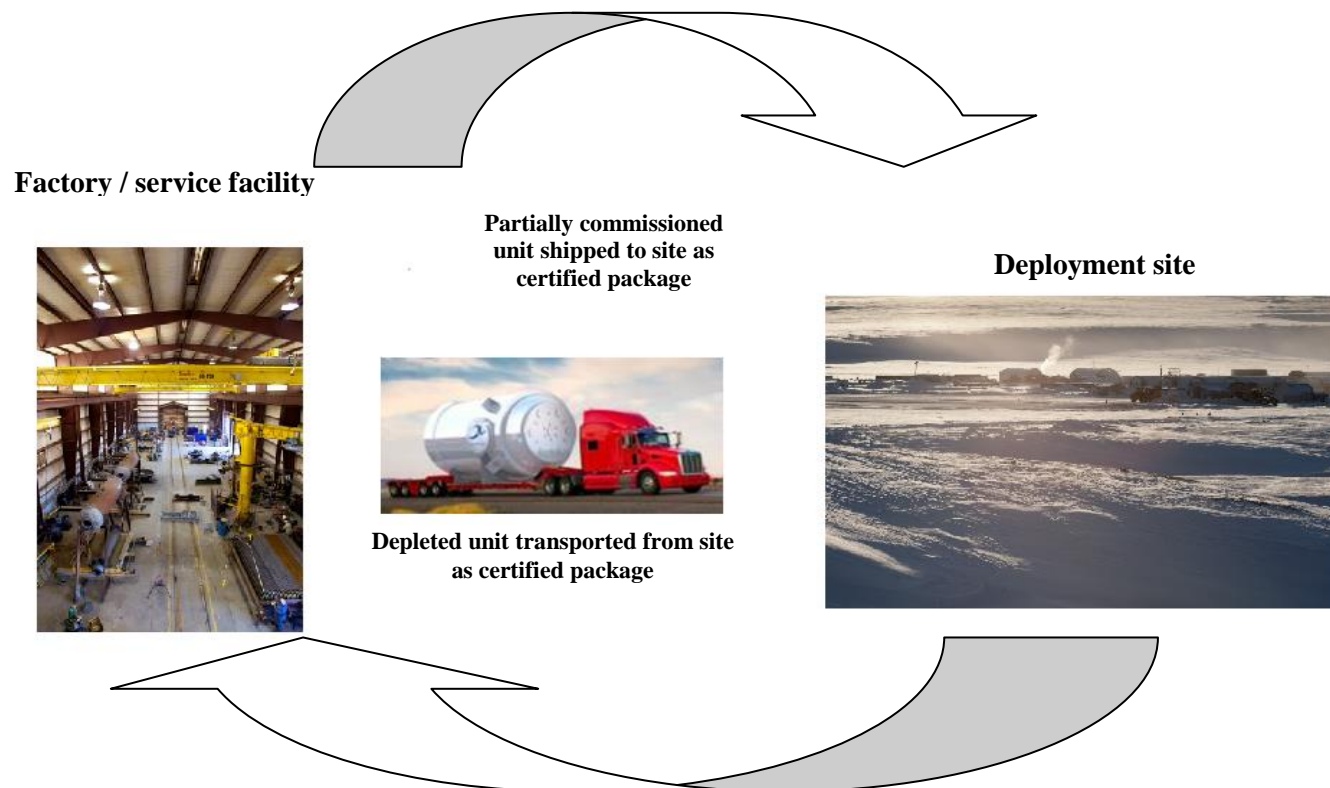 Factory / service facility
Partially commissioned
unit shipped to site as
certified package
Deployment site
Depleted unit transported from site
as certified package